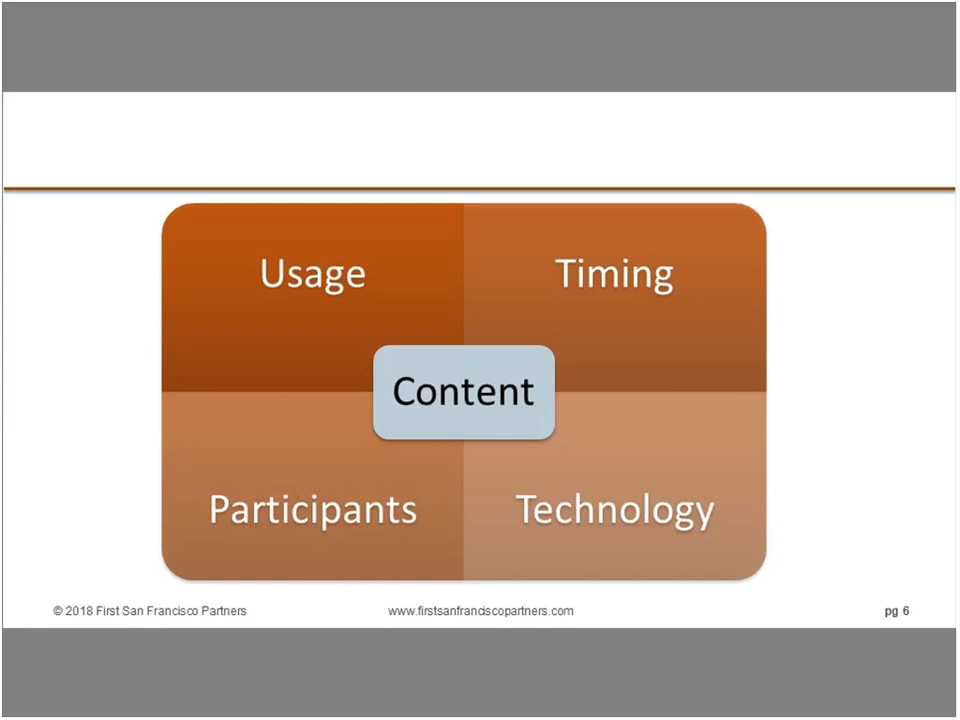 Usage
Timing
Content
Participants
Technology
© 2018 First San Francisco Partners
www.firstsanfranciscopartners.com
pg 6